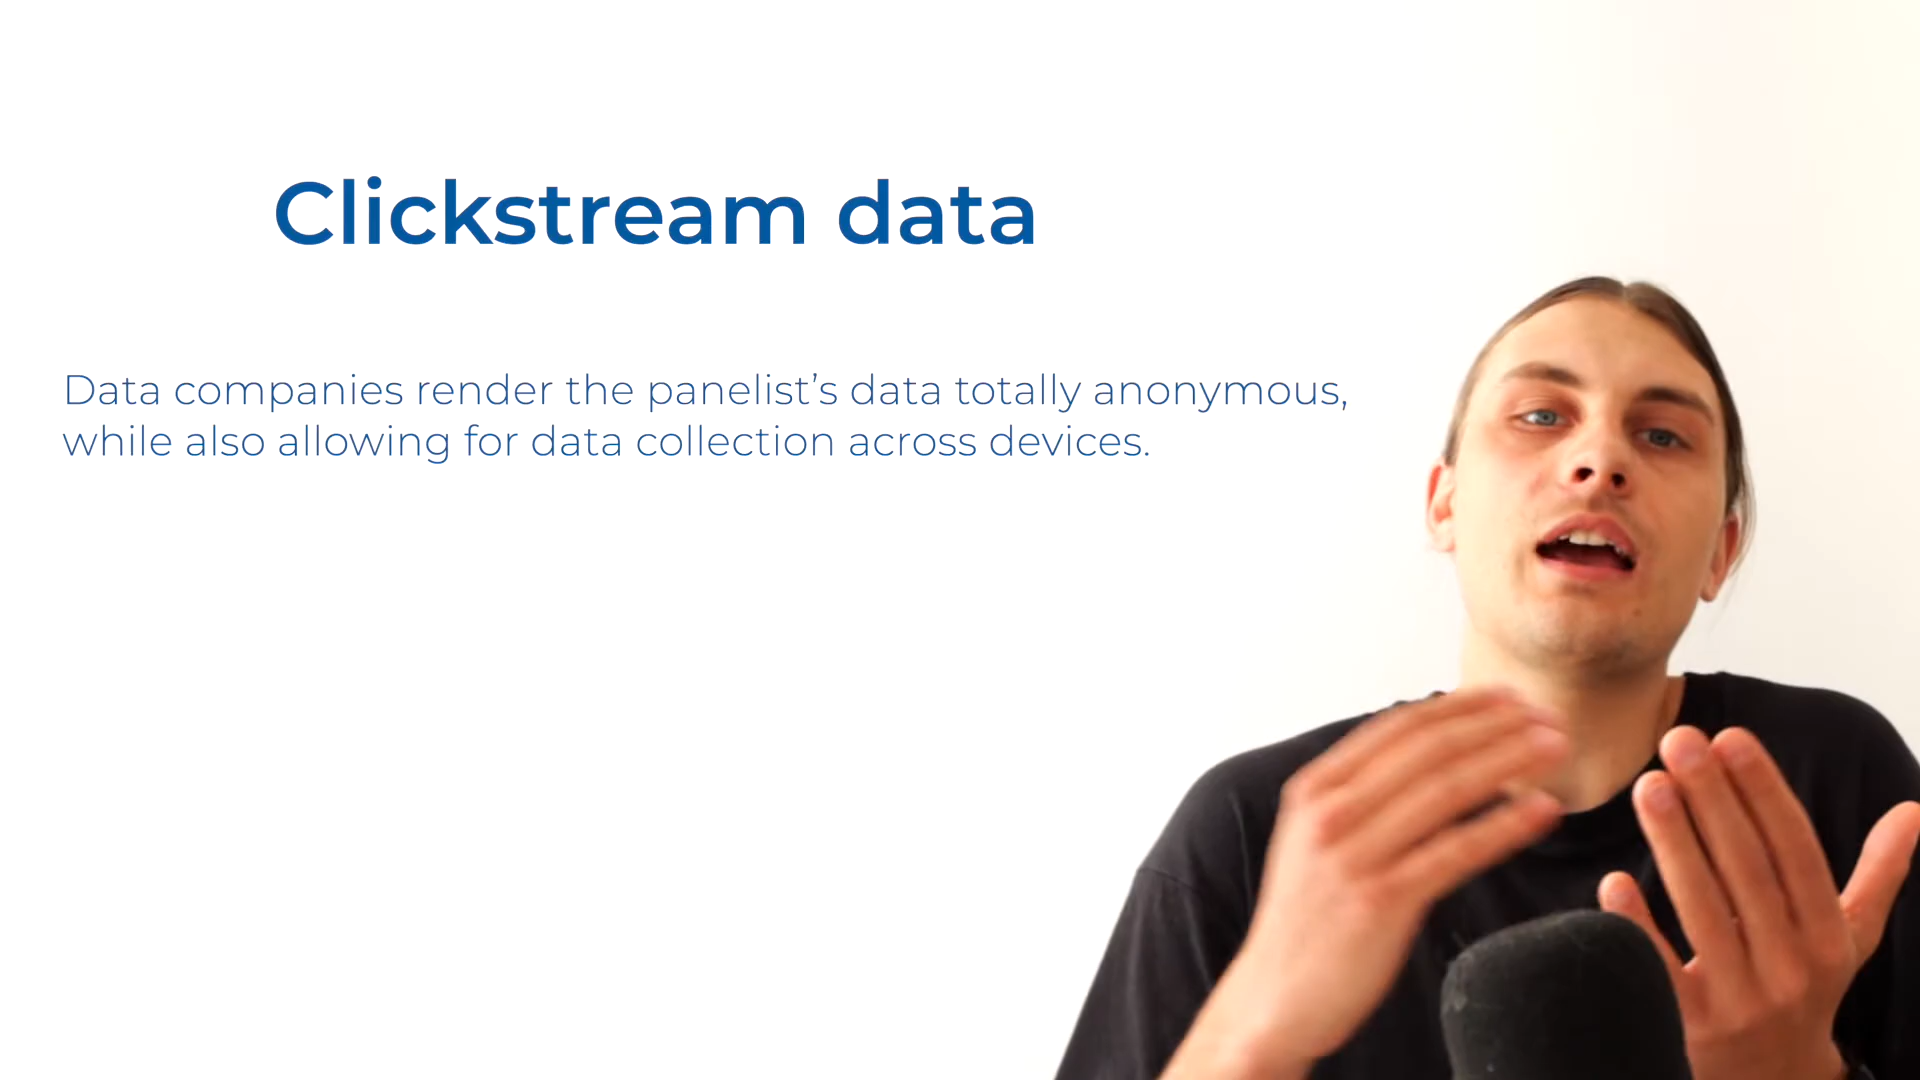 Clickstream data
Data companies render the panelist’s data totally anonymous,
while also allowing for data collection across devices.